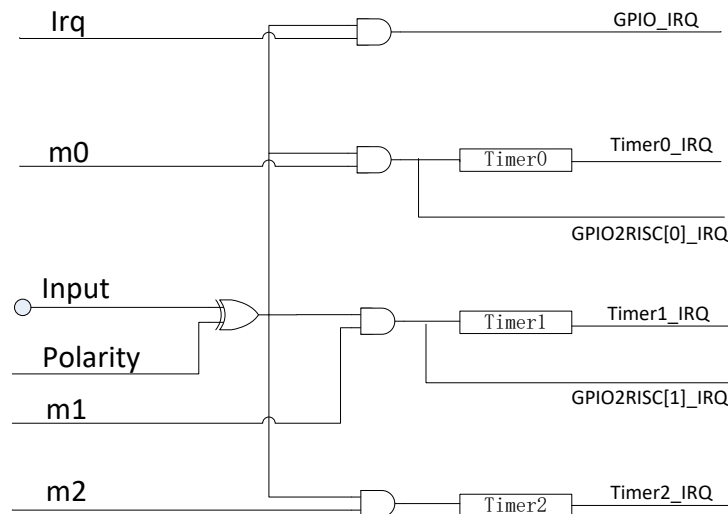 Irq
GPIO_IRQ
m0
Timer0
Timer0_IRQ
GPIO2RISC[0]_IRQ
Input
Timer1
Timer1_IRQ
Polarity
GPIO2RISC[1]_IRQ
m1
m2
Timer2
Timer2_IRQ